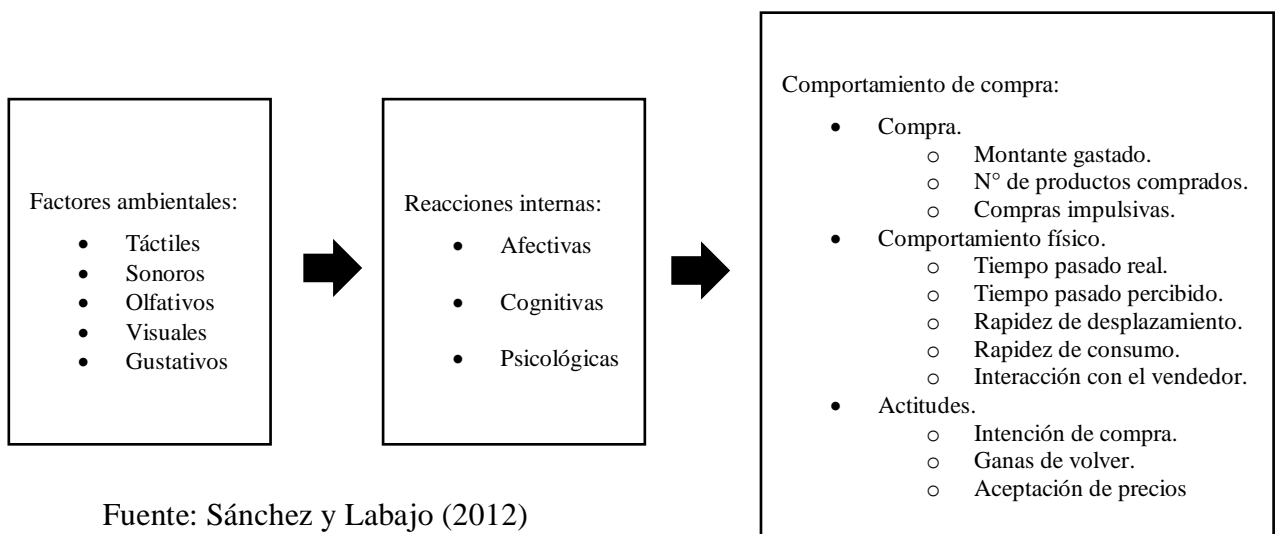 Factores ambientales:
• Táctiles
• Sonoros
• Olfativos
• Visuales
• Gustativos
Reacciones internas:
• Afectivas
• Cognitivas
• Psicológicas
Comportamiento de compra:
• Compra.
o Montante gastado.
o N° de productos comprados.
o Compras impulsivas.
• Comportamiento físico.
o Tiempo pasado real.
o Tiempo pasado percibido.
o Rapidez de desplazamiento.
o Rapidez de consumo.
o Interacción con el vendedor.
• Actitudes.
o Intención de compra.
o Ganas de volver.
o Aceptación de precios
Fuente: Sánchez y Labajo (2012)